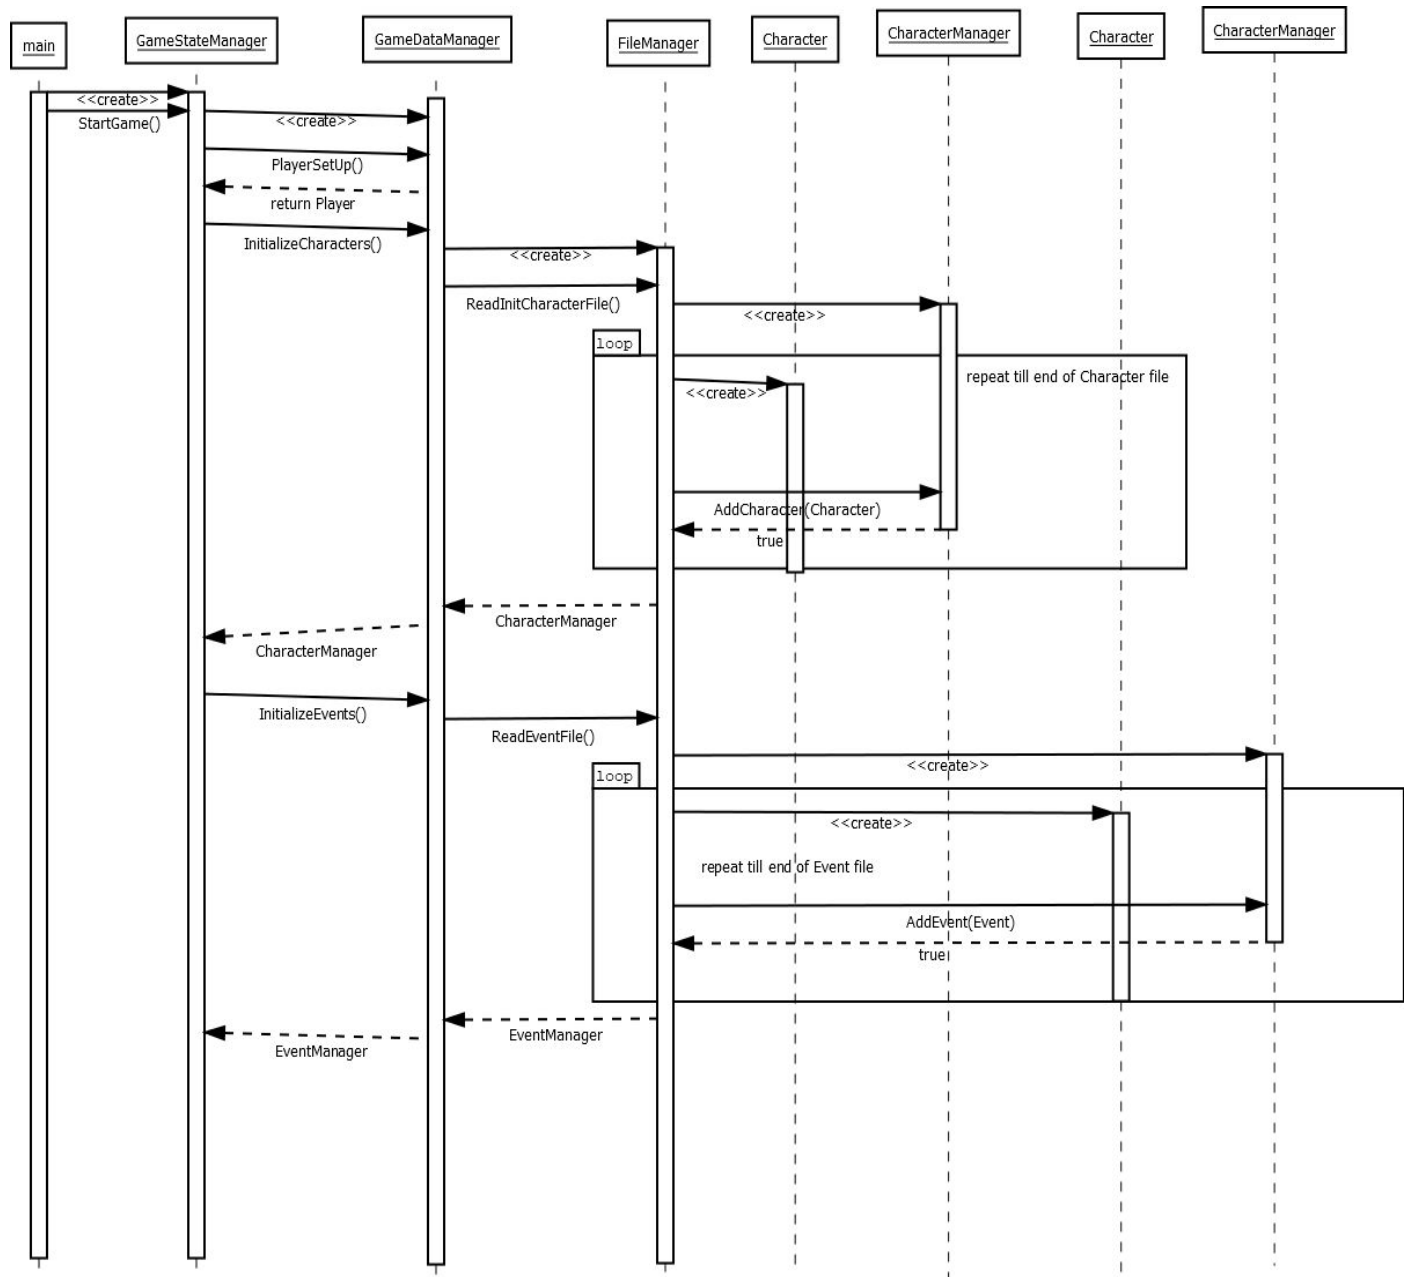 main
GameStateManager
GameDataManager
FileManager
Character
CharacterManager
Character
CharacterManager
<<create>>
StartGame()
<<create>>
PlayerSetUp()
return Player
InitializeCharacters()
<<create>>
ReadInitCharacterFile()
<<create>>
loop
repeat till end of Character file
<<create>>
AddCharacter(Character)
true
CharacterManager
CharacterManager
InitializeEvents()
ReadEventFile()
<<create>>
loop
<<create>>
repeat till end of Event file
AddEvent(Event)
true
EventManager
EventManager